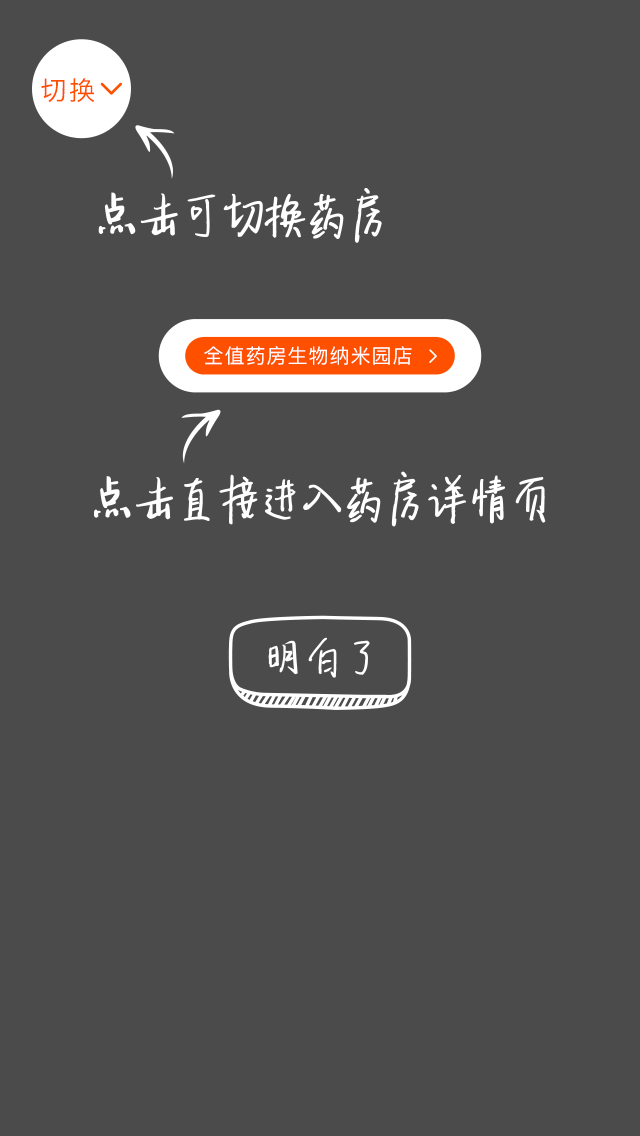 切换
点击可切换药房
全值药房生物纳米园店
点击直接进入药房详情页
明白了